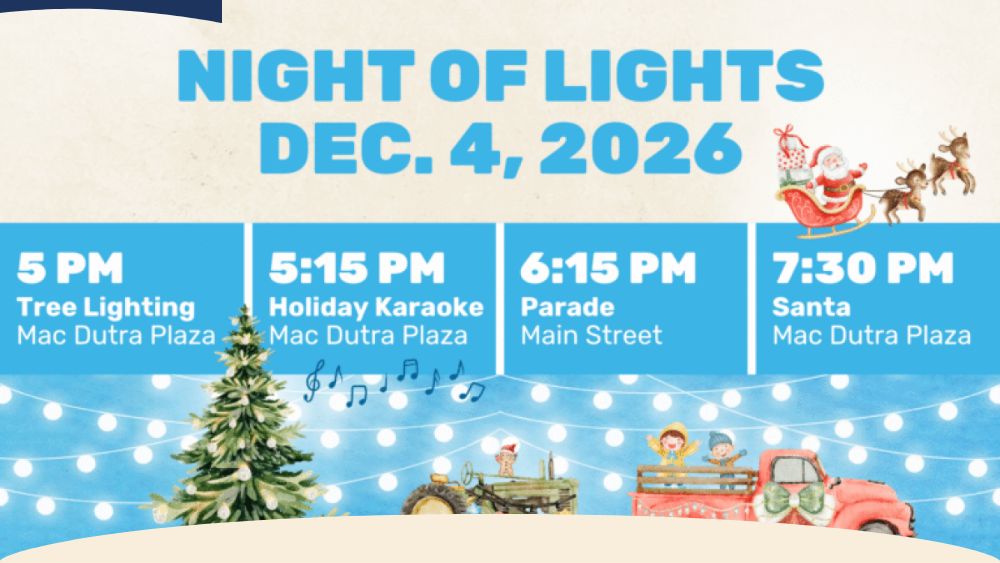 NIGHT OF LIGHTS
DEC. 4, 2026
5 PM
Tree Lighting
Mac Dutra Plaza
5:15 PM
Holiday Karaoke
Mac Dutra Plaza
6:15 PM
Parade
Main Street
7:30 PM
Santa
Mac Dutra Plaza